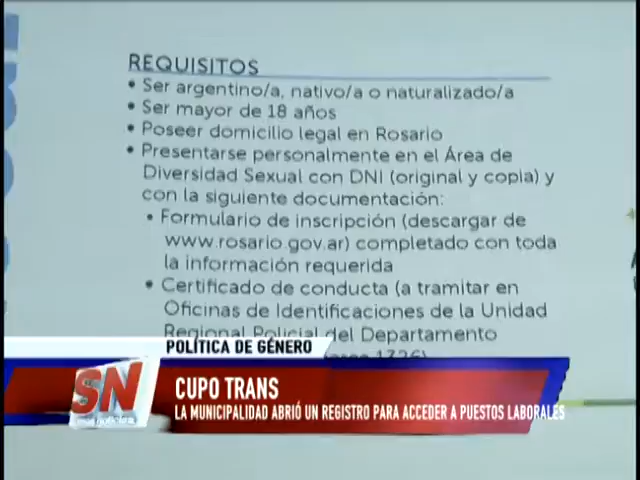 REQUISITOS
• Ser argentino/a, nativo/a o naturalizado/a
• Ser mayor de 18 años
• Poseer domicilio legal en Rosario
• Presentarse personalmente en el Área de
Diversidad Sexual con DNI (original y copia) y
con la siguiente documentación:
• Formulario de inscripción (descargar de
www.rosario.gov.ar) completado con toda
la información requerida
• Certificado de conducta (a tramitar en
Oficinas de Identificaciones de la Unidad
Regional Policial del Departamento
POLÍTICA DE GÉNERO
SN
CUPO TRANS
LA MUNICIPALIDAD ABRIÓ UN REGISTRO PARA ACCEDER A PUESTOS LABORALES